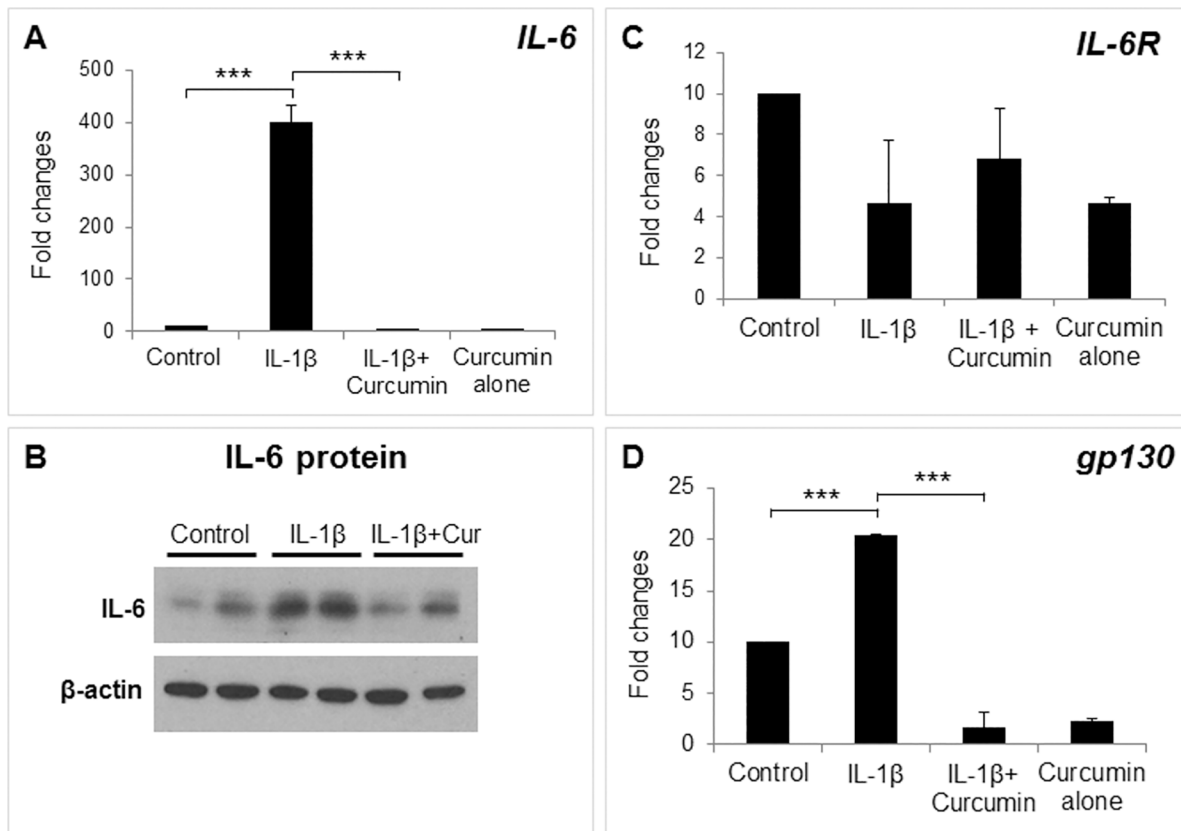 A
IL-6
***
***
500
400
300
200
100
0
Fold changes
Control
IL-1β
IL-1β+
Curcumin
Curcumin
alone
B
IL-6 protein
Control
IL-1β
IL-1β+Cur
IL-6
β-actin
C
IL-6R
12
10
8
6
4
2
0
Fold changes
Control
IL-1β
IL-1β +
Curcumin
Curcumin
alone
D
gp130
***
***
25
20
15
10
5
0
Fold changes
Control
IL-1β
IL-1β+
Curcumin
Curcumin
alone